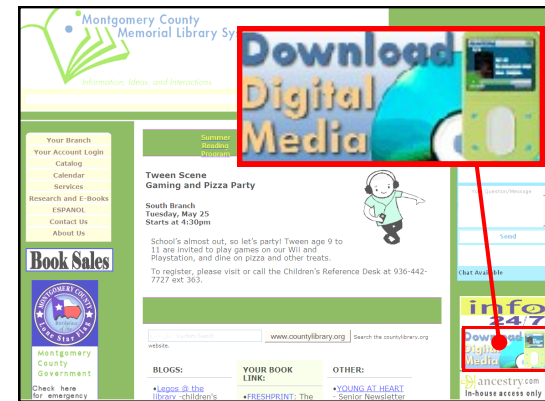 Montgomery County
Memorial Library Sy
Information, Ideas, and Interactions
Download
Digital
Media
Your Branch
Your Account Login
Catalog
Calendar
Services
Research and E-Books
ESPANOL
Contact Us
About Us
Book Sales
MONTGOMERY COUNTY
Lone Star Flag
Montgomery
County
Government
Check here
for emergency
Summer
Reading
Program
Tween Scene
Gaming and Pizza Party
South Branch
Tuesday, May 25
Starts at 4:30pm
School's almost out, so let's party! Tween age 9 to
11 are invited to play games on our Wii and
Playstation, and dine on pizza and other treats.
To register, please visit or call the Children's Reference Desk at 936-442-
7727 ext 363.
www.countylibrary.org Search the countylibrary.org
website.
BLOGS:
•Legos @ the
library -children's
YOUR BOOK
LINK:
•FRESHPRINT: The
OTHER:
•YOUNG AT HEART
- Senior Newsletter
Your Question/Message
Send
Chat Available
info
24/7
Download
Digital
Media
ancestry.com
In-house access only